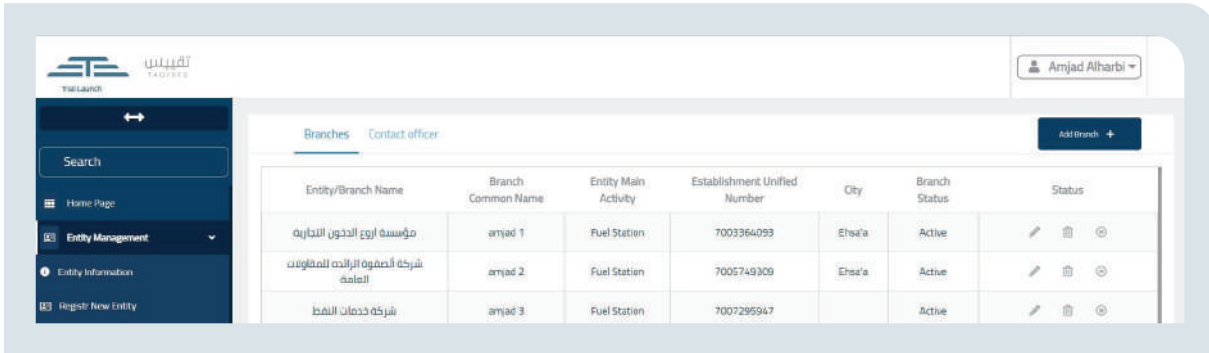 تقييس
TAQYEES
Trial Launch
Amjad Alharbi
Search
Home Page
Entity Management
Entity Information
Registr New Entity
Branches Contact officer
Add Branch +
Entity/Branch Name
Branch Common Name
Entity Main Activity
Establishment Unified Number
City
Branch Status
Status
مؤسسة اروع الدخون التجارية amjad 1 Fuel Station 7003364093 Ehsa'a Active
شركة ألصفوة الرائده للمقاولات العامة amjad 2 Fuel Station 7005749309 Ehsa'a Active
شركة خدمات النفط amjad 3 Fuel Station 7007295947 Active